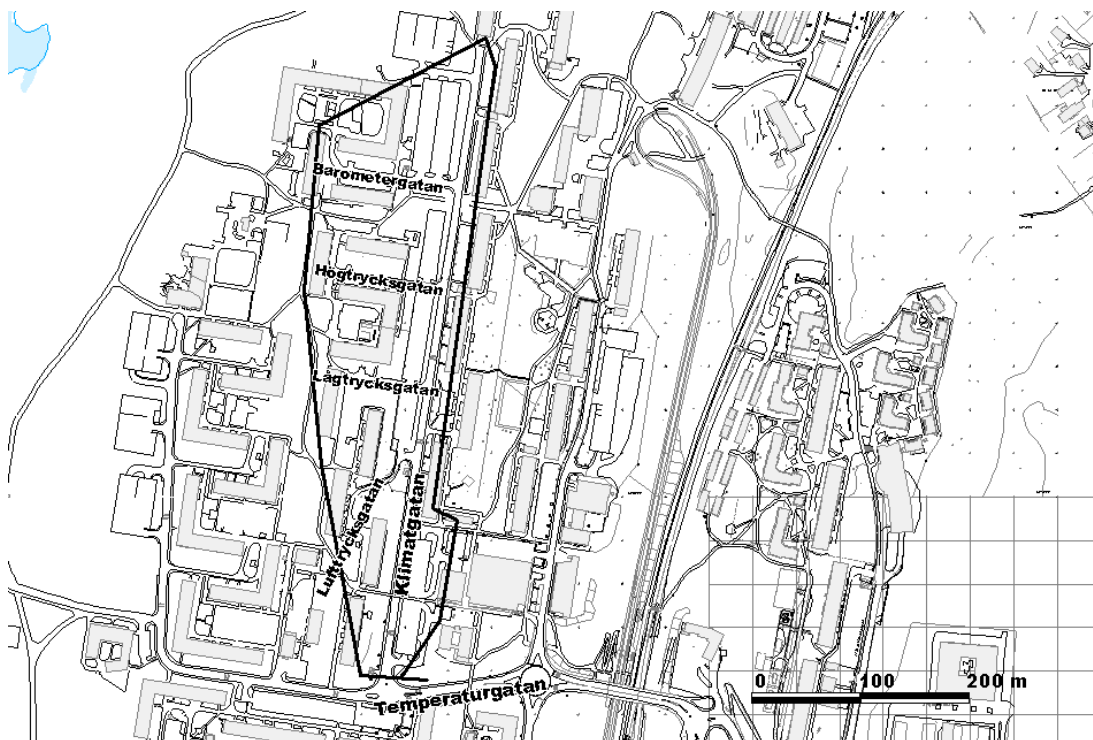 Barometergatan
Högtrycksgatan
Lågtrycksgatan
Lufttrycksgatan
Klimatgatan
Temperaturgatan
0 100 200 m